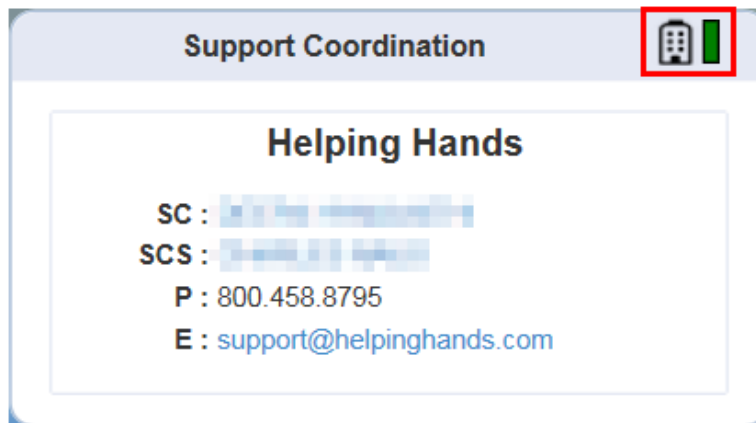 Support Coordination
Helping Hands
SC :
SCS :
P : 800.458.8795
E : support@helpinghands.com